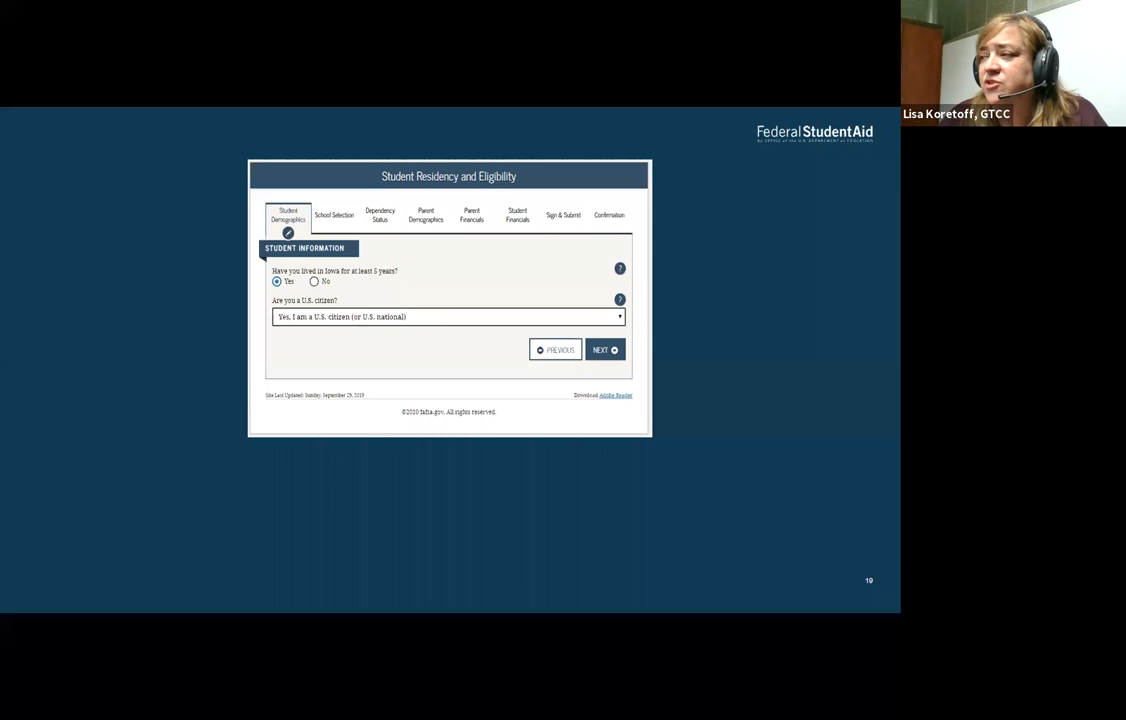 Lisa Koretoff, GTCC
Federal StudentAid
Student Residency and Eligibility
Student Demographics
School Selection
Dependency Status
Parent Demographics
Parent Financials
Student Financials
Sign & Submit
Confirmation
STUDENT INFORMATION
Have you lived in Iowa for at least 5 years?
?
Yes
No
Are you a U.S. citizen?
?
Yes, I am a U.S. citizen (or U.S. national)
PREVIOUS
NEXT
Site Last Updated: Sunday, September 29, 2019
Download Adobe Reader
©2010 fafsa.gov. All rights reserved.
19